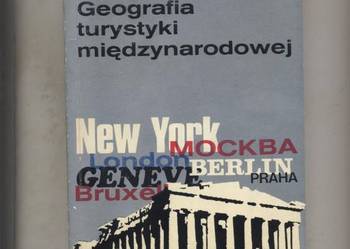 Geografia
turystyki
międzynarodowej
New York
МОСКВА
London
BERLIN
GENEVE
PRAHA
Bruxell